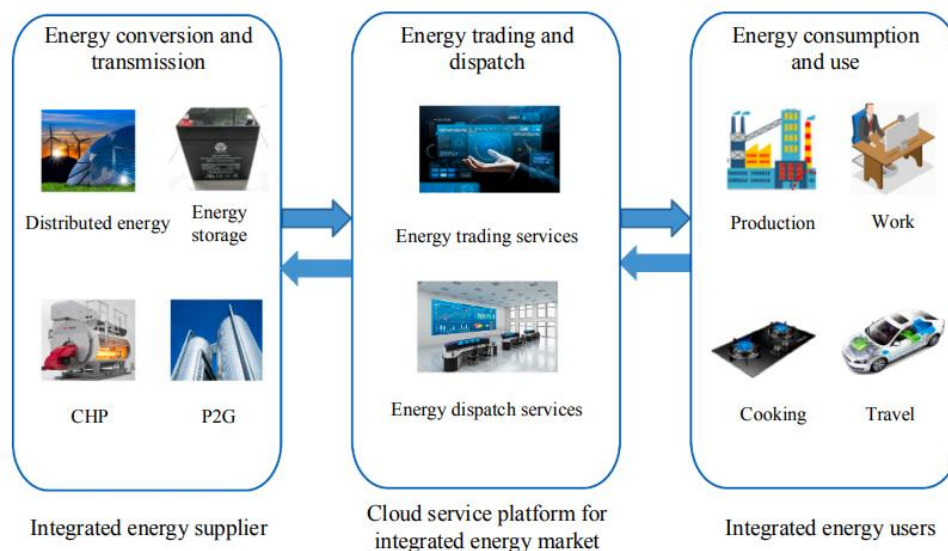 Energy conversion and
transmission
Distributed energy
Energy
storage
CHP
P2G
Integrated energy supplier
Energy trading and
dispatch
Energy trading services
Energy dispatch services
Cloud service platform for
integrated energy market
Energy consumption
and use
Production
Work
Cooking
Travel
Integrated energy users